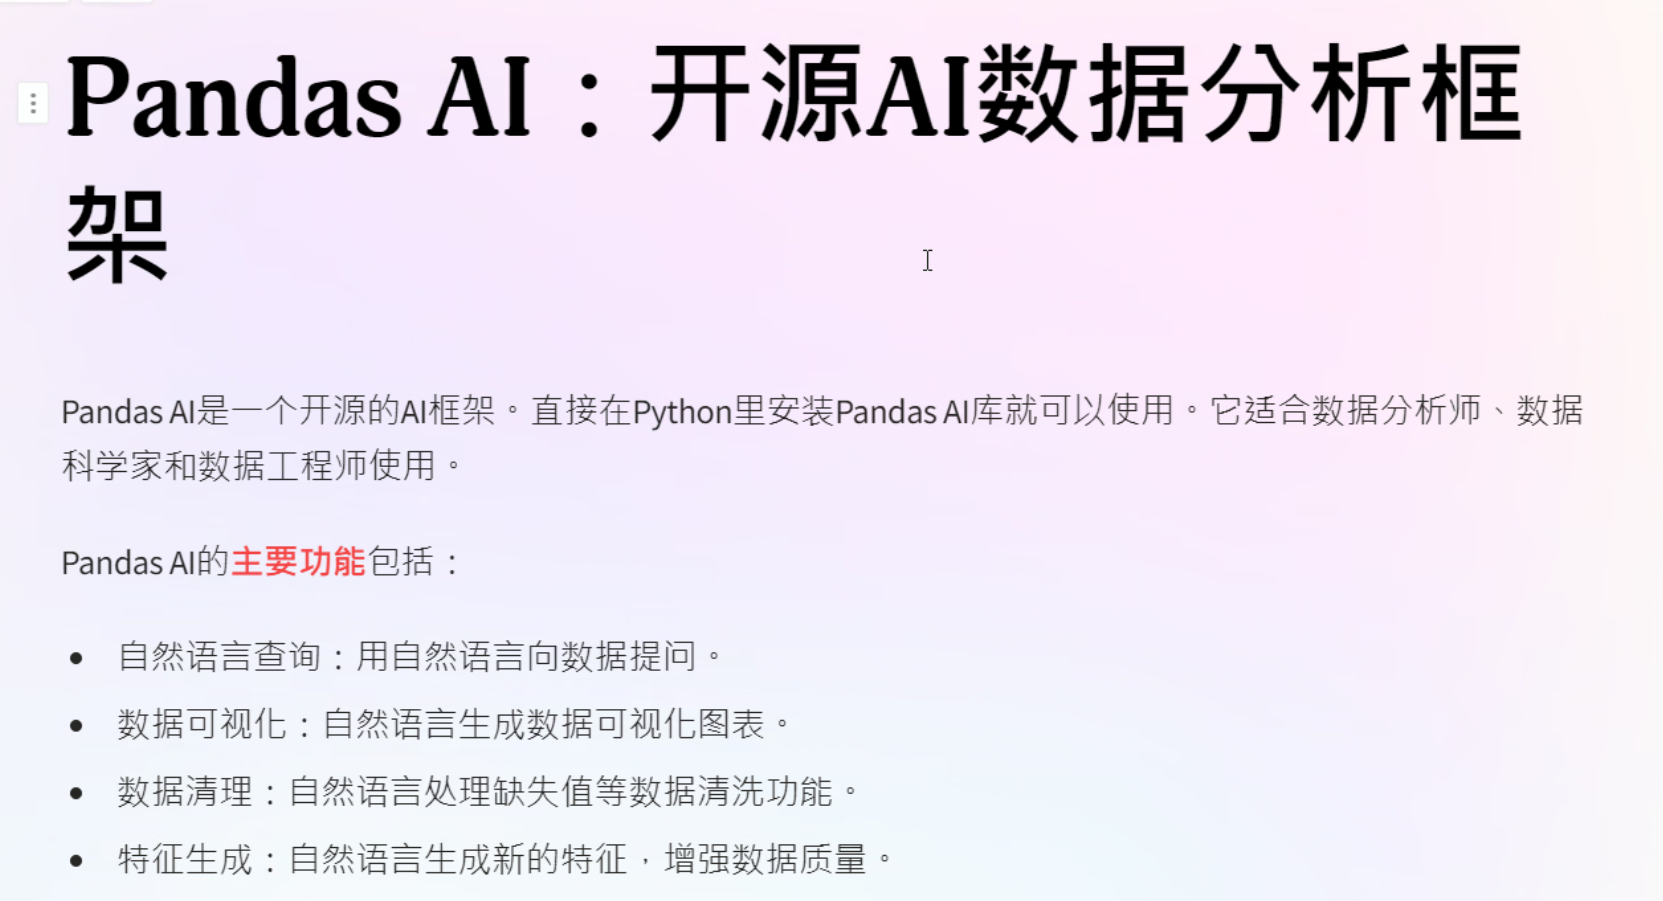 Pandas AI：开源AI数据分析框
架
Pandas AI是一个开源的AI框架。直接在Python里安装Pandas AI库就可以使用。它适合数据分析师、数据
科学家和数据工程师使用。
Pandas AI的主要功能包括：
• 自然语言查询：用自然语言向数据提问。
• 数据可视化：自然语言生成数据可视化图表。
• 数据清理：自然语言处理缺失值等数据清洗功能。
• 特征生成：自然语言生成新的特征，增强数据质量。